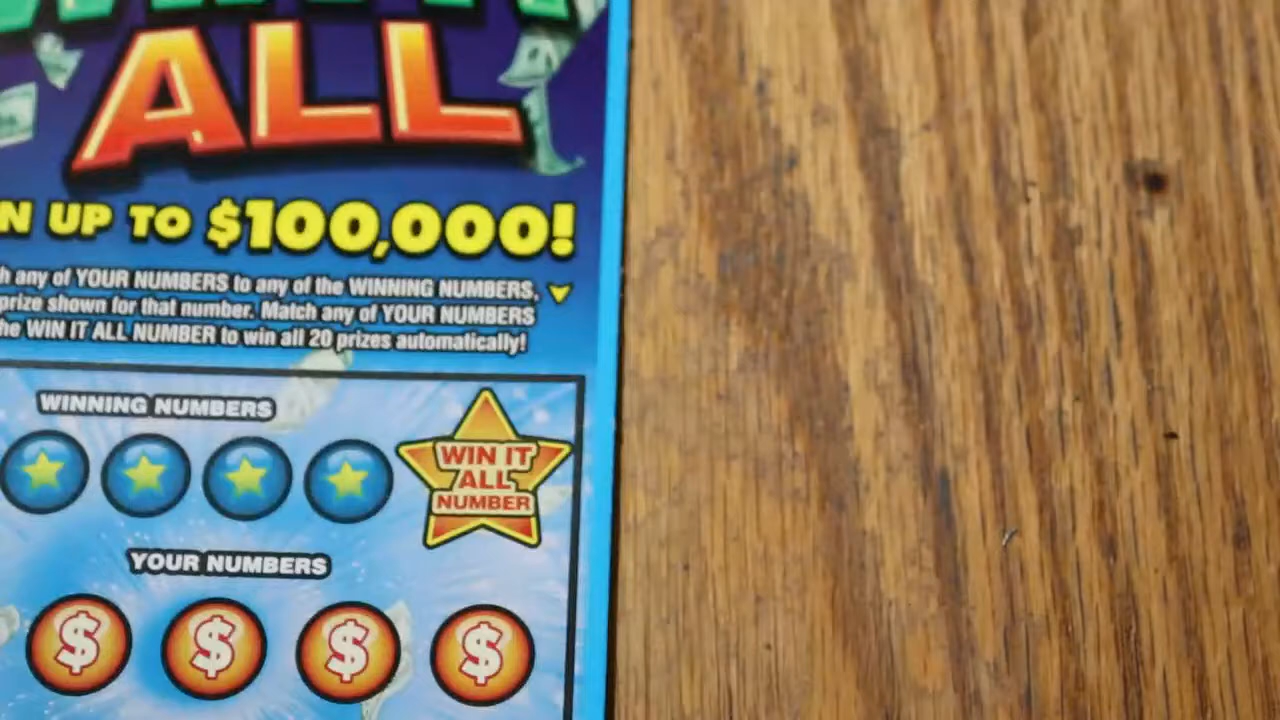 ALL
UP TO $100,000!
any of YOUR NUMBERS to any of the WINNING NUMBERS,
prize shown for that number. Match any of YOUR NUMBERS
WIN IT ALL NUMBER to win all 20 prizes automatically!
WINNING NUMBERS
WIN IT
ALL
NUMBER
YOUR NUMBERS
$ $ $ $